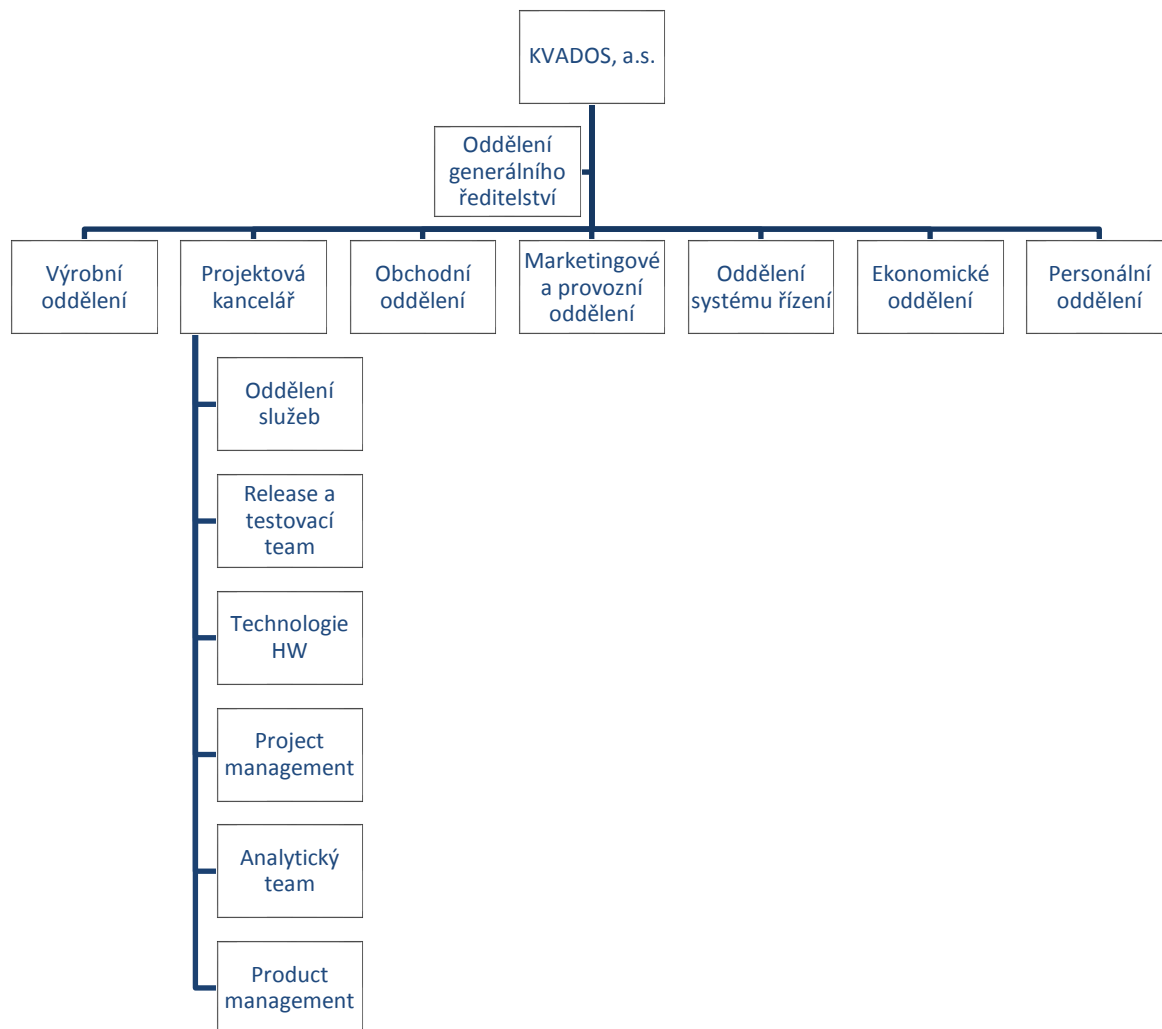 KVADOS, a.s.
Oddělení
generálního
ředitelství
Výrobní
oddělení
Projektová
kancelář
Obchodní
oddělení
Marketingové
a provozní
oddělení
Oddělení
systému řízení
Ekonomické
oddělení
Personální
oddělení
Oddělení
služeb
Release a
testovací
team
Technologie
HW
Project
management
Analytický
team
Product
management